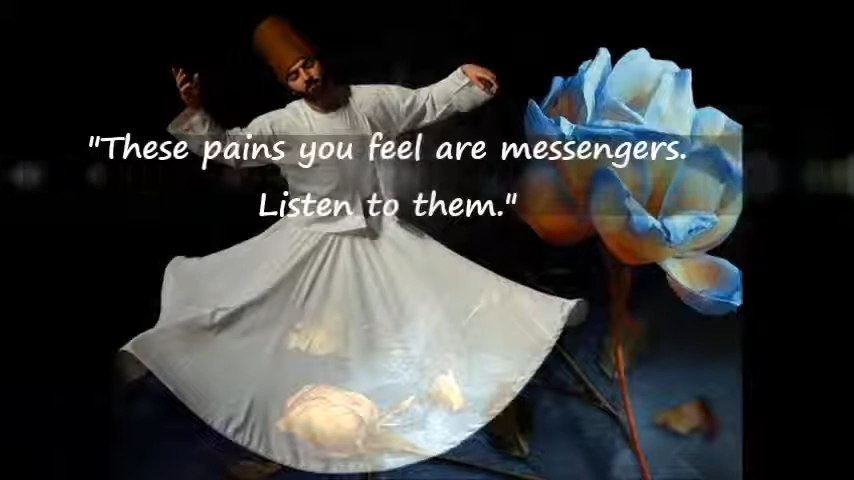 "These pains you feel are messengers.
Listen to them."